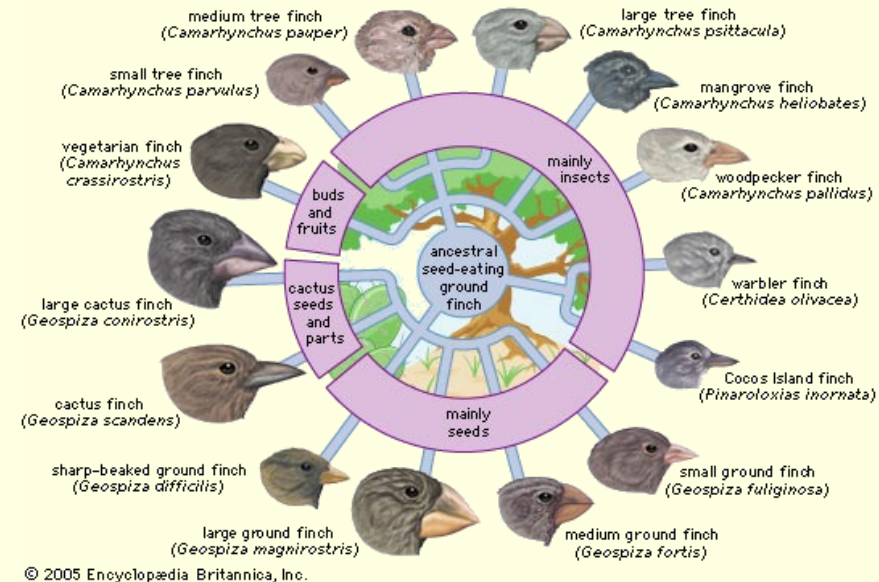 medium tree finch
(Camarhynchus pauper)
large tree finch
(Camarhynchus psittacula)
small tree finch
(Camarhynchus parvulus)
mangrove finch
(Camarhynchus heliobates)
vegetarian finch
(Camarhynchus
crassirostris)
mainly
insects
woodpecker finch
(Camarhynchus pallidus)
buds
and
fruits
ancestral
seed-eating
ground
finch
warbler finch
(Certhidea olivacea)
large cactus finch
(Geospiza conirostris)
cactus
seeds
and
parts
Cocos Island finch
(Pinaroloxias inornata)
cactus finch
(Geospiza scandens)
mainly
seeds
sharp-beaked ground finch
(Geospiza difficilis)
small ground finch
(Geospiza fuliginosa)
large ground finch
(Geospiza magnirostris)
medium ground finch
(Geospiza fortis)
© 2005 Encyclopædia Britannica, Inc.